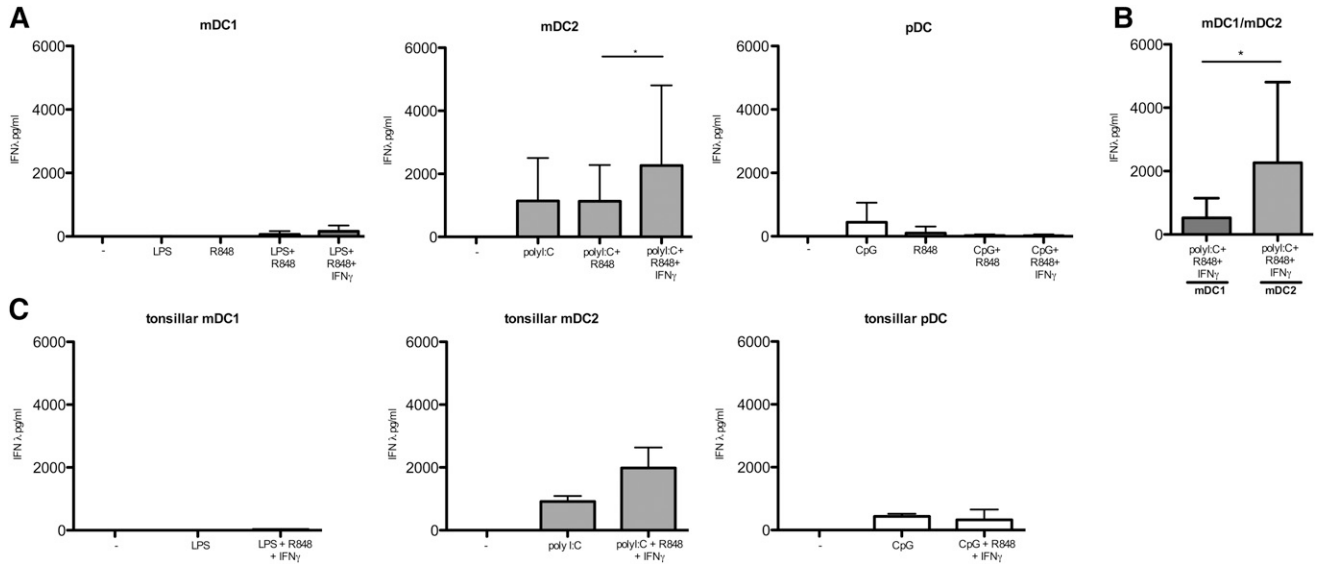 A
mDC1
6000
4000
2000
0
IFNλ pg/ml
-
LPS
R848
LPS+
R848
LPS+
R848+
IFNγ
mDC2
*
6000
4000
2000
0
IFNλ pg/ml
-
polyI:C
polyI:C+
R848
polyI:C+
R848+
IFNγ
pDC
6000
4000
2000
0
IFNλ pg/ml
-
CpG
R848
CpG+
R848
CpG+
R848+
IFNγ
B
mDC1/mDC2
*
6000
4000
2000
0
IFNλ pg/ml
polyI:C+
R848+
IFNγ
mDC1
polyI:C+
R848+
IFNγ
mDC2
C
tonsillar mDC1
6000
4000
2000
0
IFN λ pg/ml
-
LPS
LPS + R848
+ IFNγ
tonsillar mDC2
6000
4000
2000
0
IFN λ pg/ml
-
poly I:C
polyI:C + R848
+ IFNγ
tonsillar pDC
6000
4000
2000
0
IFN λ pg/ml
-
CpG
CpG + R848
+ IFNγ